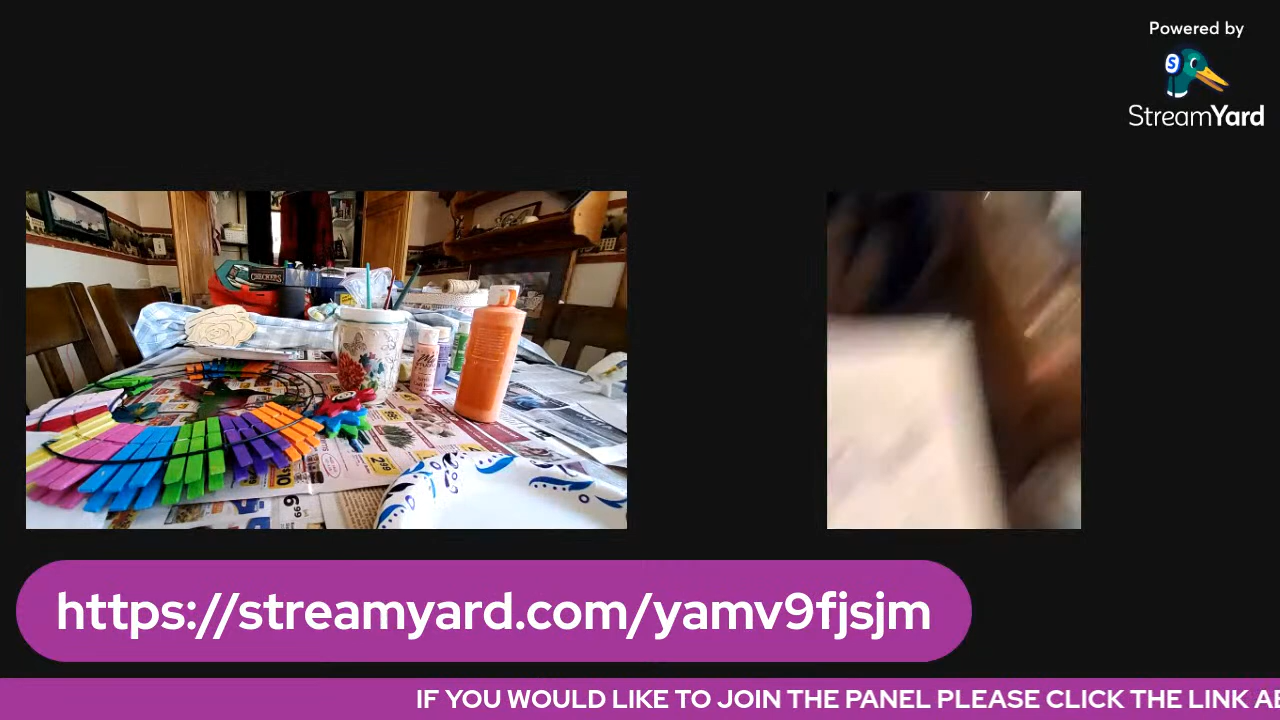 Powered by
S
StreamYard
CHECKERS
https://streamyard.com/yamv9fjsjm
IF YOU WOULD LIKE TO JOIN THE PANEL PLEASE CLICK THE LINK AB